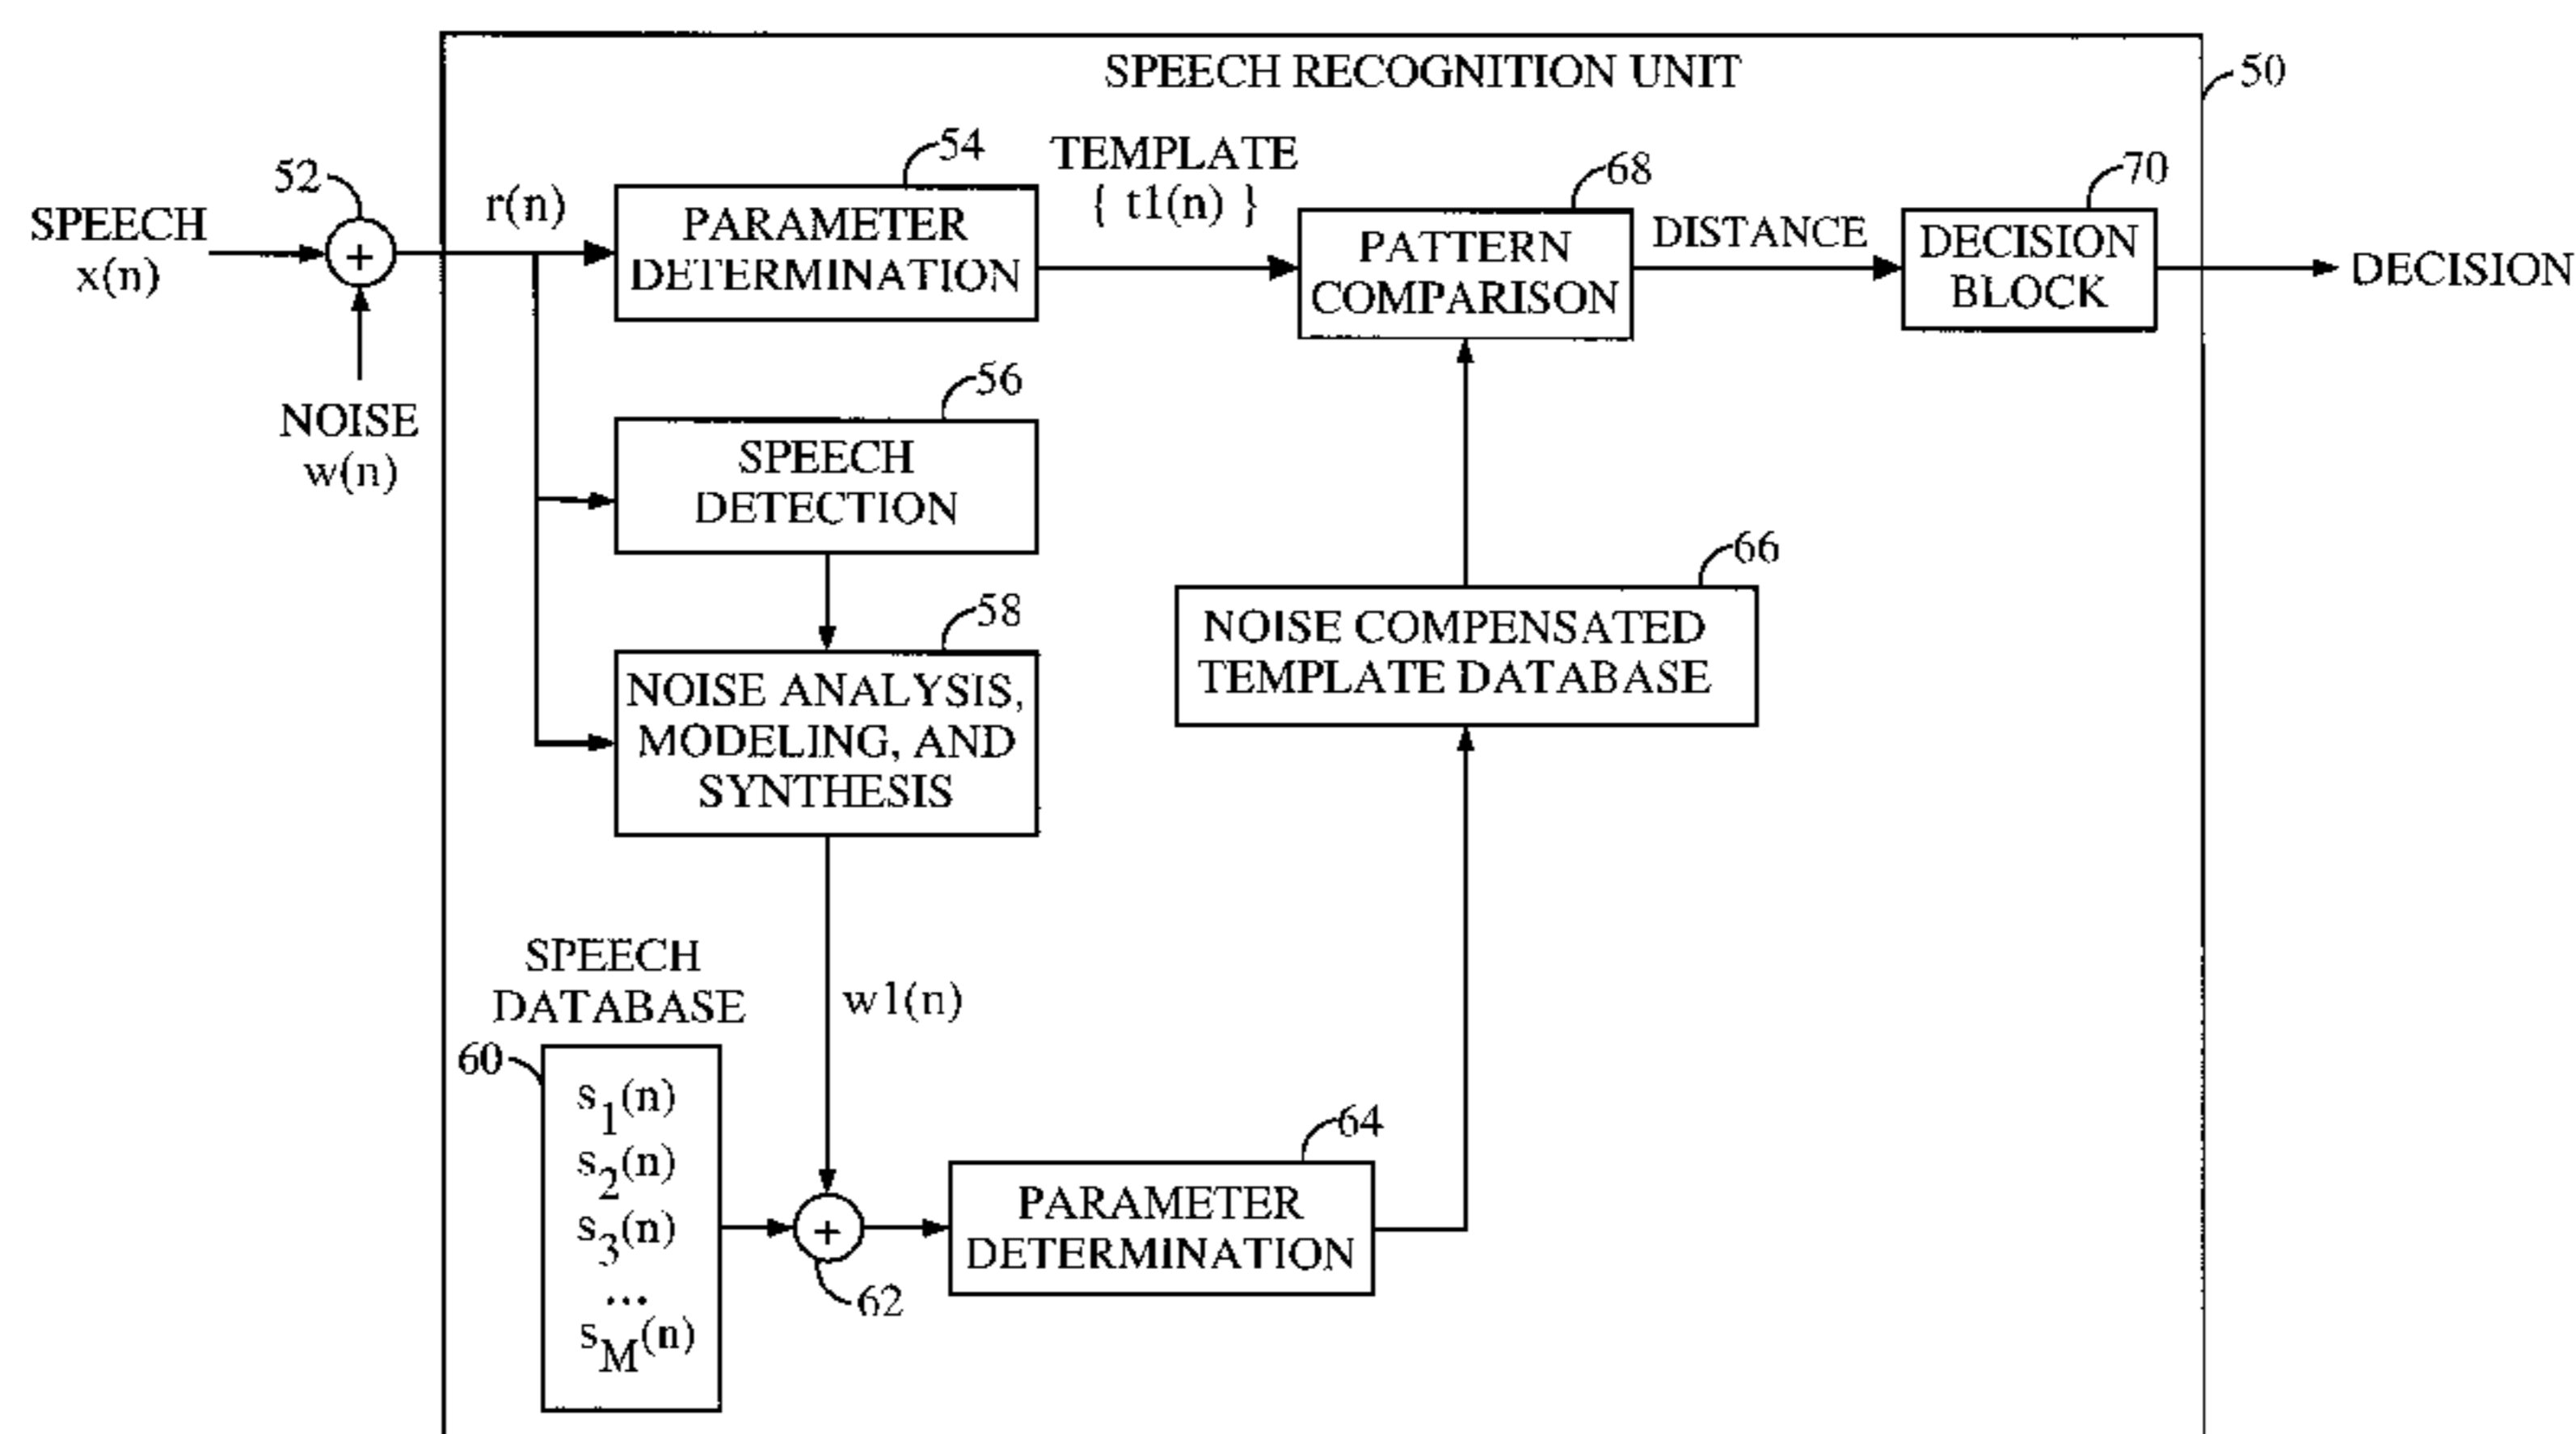 SPEECH RECOGNITION UNIT
50
SPEECH
x(n)
52
+
NOISE
w(n)
r(n)
54
PARAMETER
DETERMINATION
TEMPLATE
{ t1(n) }
68
PATTERN
COMPARISON
DISTANCE
70
DECISION
BLOCK
DECISION
56
SPEECH
DETECTION
58
NOISE ANALYSIS,
MODELING, AND
SYNTHESIS
66
NOISE COMPENSATED
TEMPLATE DATABASE
w1(n)
SPEECH
DATABASE
60
s1(n)
s2(n)
s3(n)
...
sM(n)
+
62
64
PARAMETER
DETERMINATION